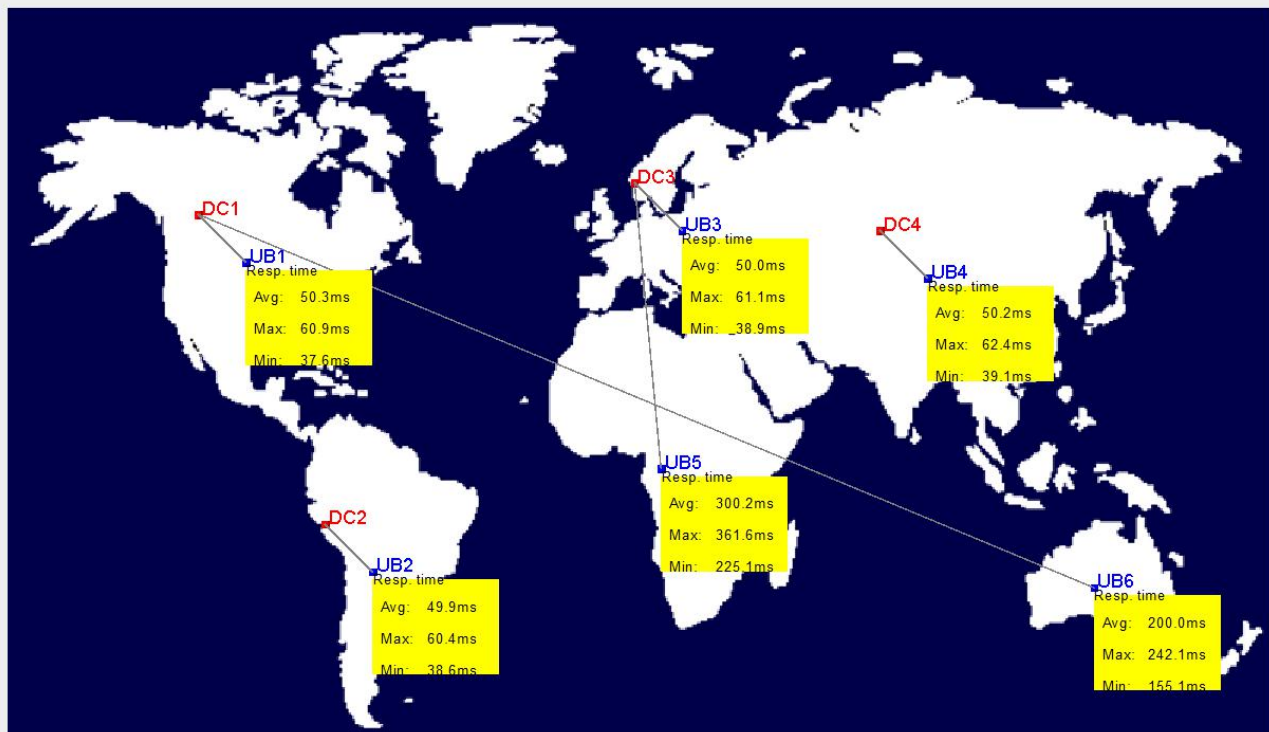 DC1
UB1
Resp. time
Avg: 50.3ms
Max: 60.9ms
Min: 37.6ms
DC2
UB2
Resp. time
Avg: 49.9ms
Max: 60.4ms
Min: 38.6ms
DC3
UB3
Resp. time
Avg: 50.0ms
Max: 61.1ms
Min: 38.9ms
DC4
UB4
Resp. time
Avg: 50.2ms
Max: 62.4ms
Min: 39.1ms
UB5
Resp. time
Avg: 300.2ms
Max: 361.6ms
Min: 225.1ms
UB6
Resp. time
Avg: 200.0ms
Max: 242.1ms
Min: 155.1ms